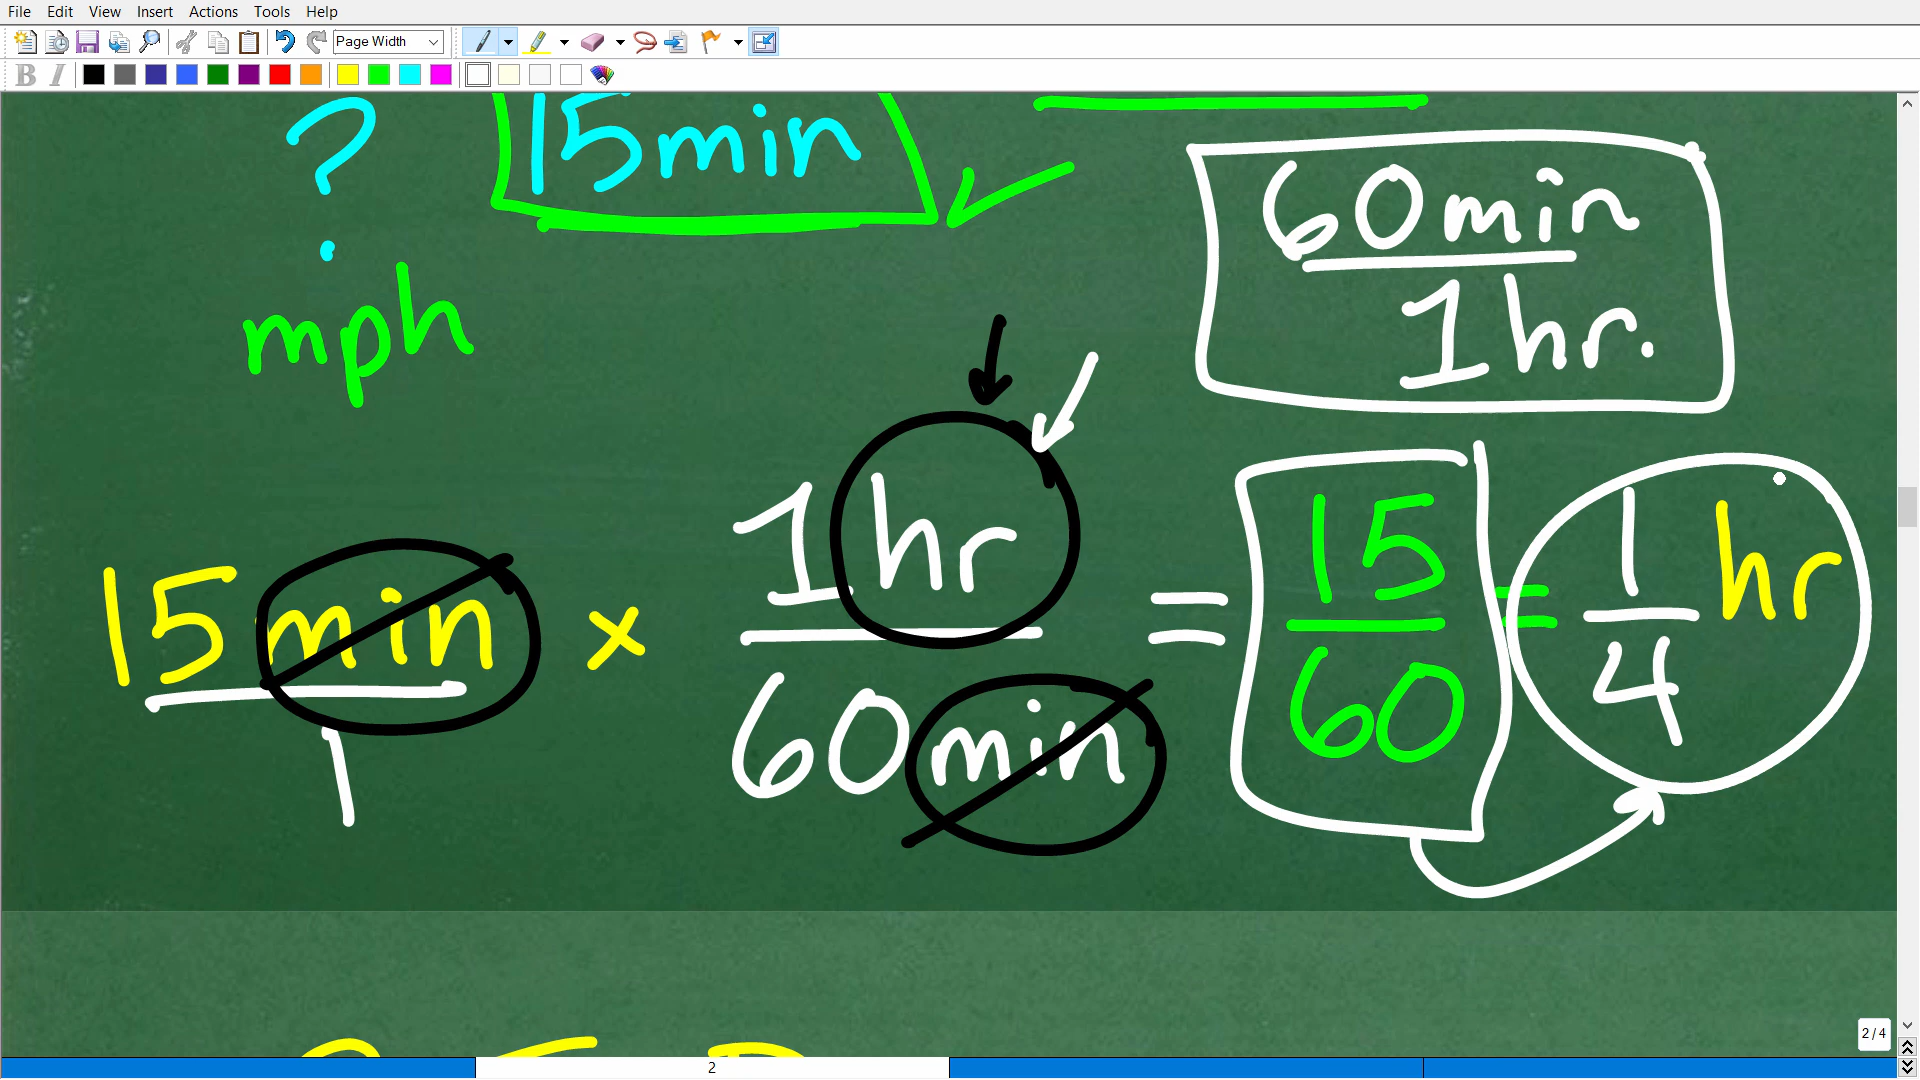 File Edit View Insert Actions Tools Help
Page Width
B I
? 15min
mph
60min
1hr.
15min × 1hr = 15 = 1 hr
1 60min 60 4
2/4
2